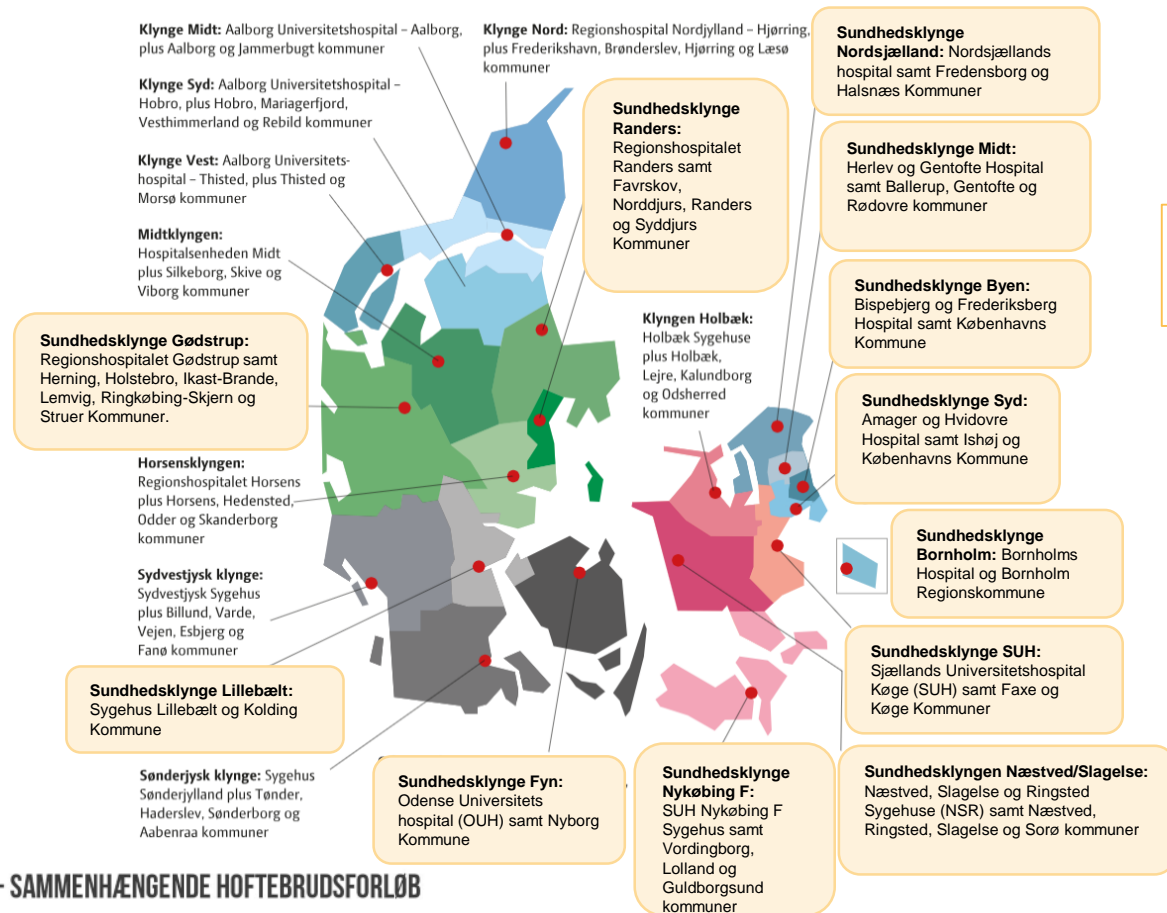 Klynge Midt: Aalborg Universitetshospital – Aalborg,
plus Aalborg og Jammerbugt kommuner
Klynge Nord: Regionshospital Nordjylland – Hjørring,
plus Frederikshavn, Brønderslev, Hjørring og Læsø
kommuner
Sundhedsklynge
Nordsjælland: Nordsjællands
hospital samt Fredensborg og
Halsnæs Kommuner
Klynge Syd: Aalborg Universitetshospital –
Hobro, plus Hobro, Mariagerfjord,
Vesthimmerland og Rebild kommuner
Sundhedsklynge
Randers:
Regionshospitalet
Randers samt
Favrskov,
Norddjurs, Randers
og Syddjurs
Kommuner
Sundhedsklynge Midt:
Herlev og Gentofte Hospital
samt Ballerup, Gentofte og
Rødovre kommuner
Klynge Vest: Aalborg Universitets-
hospital – Thisted, plus Thisted og
Morsø kommuner
Midtklyngen:
Hospitalsenheden Midt
plus Silkeborg, Skive og
Viborg kommuner
Sundhedsklynge Byen:
Bispebjerg og Frederiksberg
Hospital samt Københavns
Kommune
Klyngen Holbæk:
Holbæk Sygehuse
plus Holbæk,
Lejre, Kalundborg
og Odsherred
kommuner
Sundhedsklynge Gødstrup:
Regionshospitalet Gødstrup samt
Herning, Holstebro, Ikast-Brande,
Lemvig, Ringkøbing-Skjern og
Struer Kommuner.
Sundhedsklynge Syd:
Amager og Hvidovre
Hospital samt Ishøj og
Københavns Kommune
Horsensklyngen:
Regionshospitalet Horsens
plus Horsens, Hedensted,
Odder og Skanderborg
kommuner
Sundhedsklynge
Bornholm: Bornholms
Hospital og Bornholm
Regionskommune
Sydvestjysk klynge:
Sydvestjysk Sygehus
plus Billund, Varde,
Vejen, Esbjerg og
Fanø kommuner
Sundhedsklynge SUH:
Sjællands Universitetshospital
Køge (SUH) samt Faxe og
Køge Kommuner
Sundhedsklynge Lillebælt:
Sygehus Lillebælt og Kolding
Kommune
Sønderjysk klynge: Sygehus
Sønderjylland plus Tønder,
Haderslev, Sønderborg og
Aabenraa kommuner
Sundhedsklynge Fyn:
Odense Universitets
hospital (OUH) samt Nyborg
Kommune
Sundhedsklynge
Nykøbing F:
SUH Nykøbing F
Sygehus samt
Vordingborg,
Lolland og
Guldborgsund
kommuner
Sundhedsklyngen Næstved/Slagelse:
Næstved, Slagelse og Ringsted
Sygehuse (NSR) samt Næstved,
Ringsted, Slagelse og Sorø kommuner
- SAMMENHÆNGENDE HOFTEBRUDSFORLØB